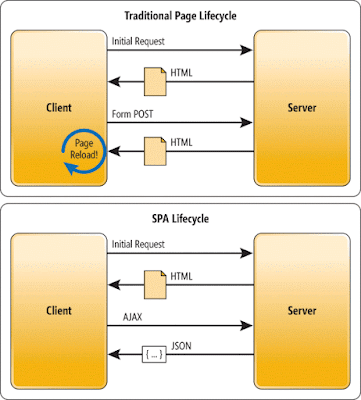 Traditional Page Lifecycle
Initial Request
HTML
Client
Server
Form POST
Page
Reload!
HTML
SPA Lifecycle
Initial Request
HTML
Client
Server
AJAX
JSON
{ ... }